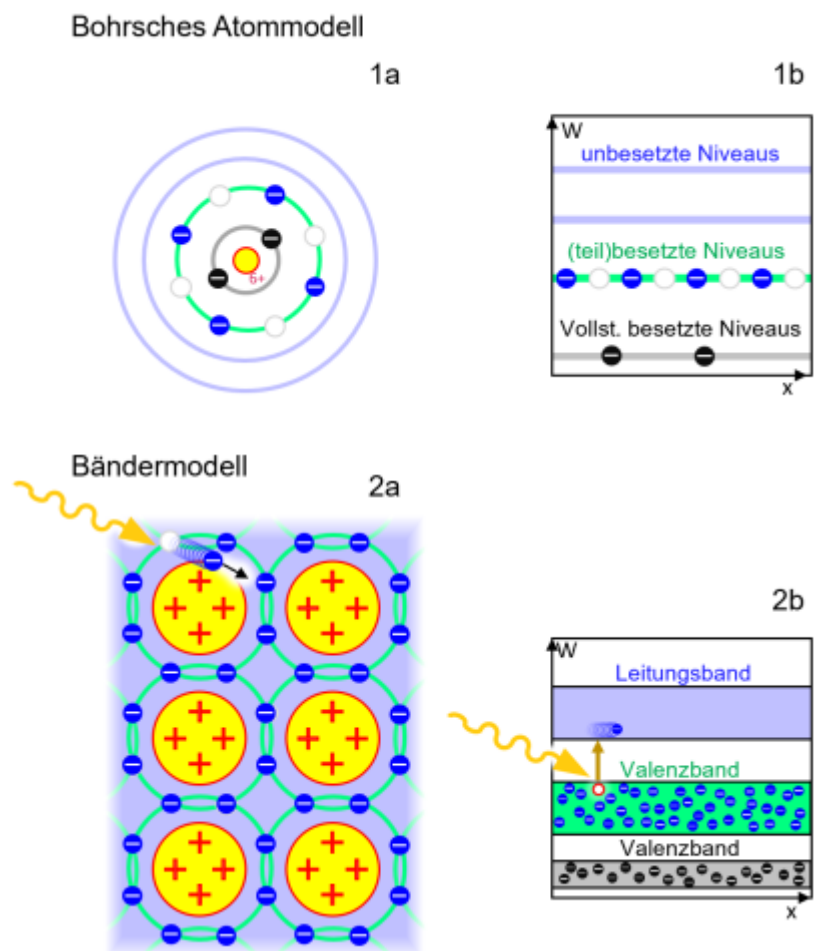 Bohrsches Atommodell
1a
1b
6+
W
unbesetzte Niveaus
(teil)besetzte Niveaus
Vollst. besetzte Niveaus
x
Bändermodell
2a
2b
W
Leitungsband
Valenzband
Valenzband
x